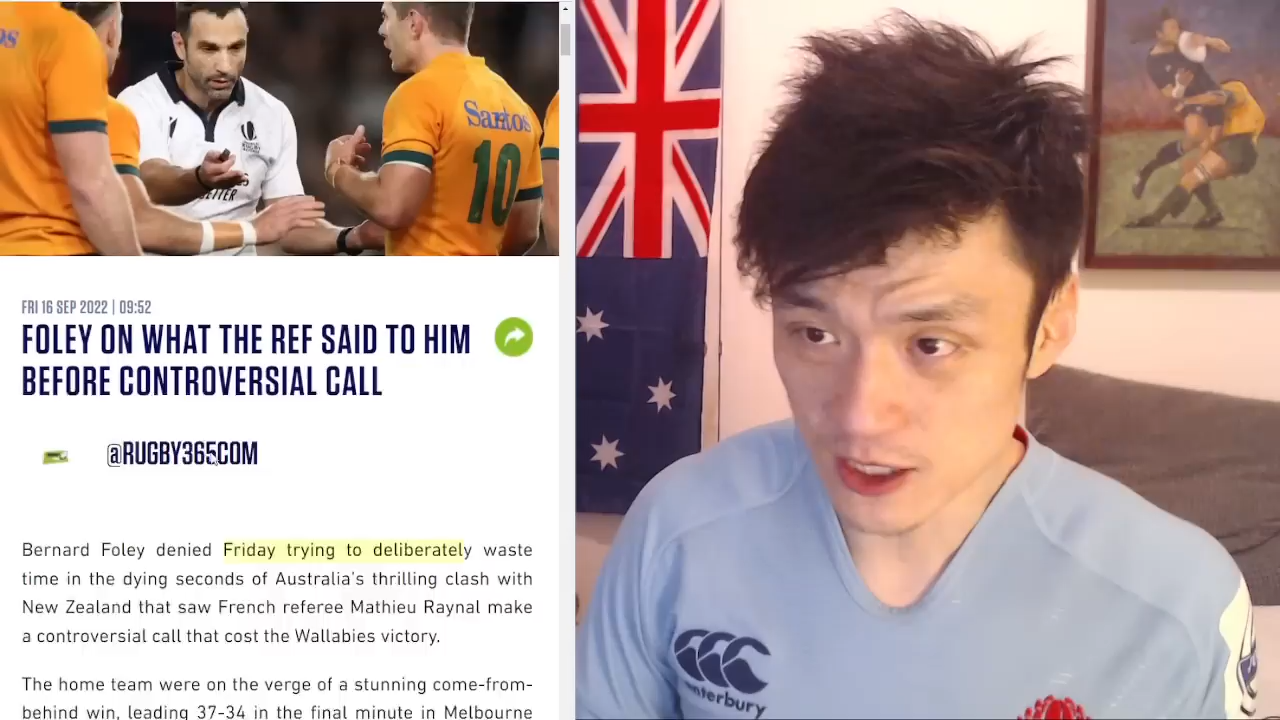 Santos
10
FRI 16 SEP 2022 | 09:52
FOLEY ON WHAT THE REF SAID TO HIM
BEFORE CONTROVERSIAL CALL
@RUGBY365COM
Bernard Foley denied Friday trying to deliberately waste
time in the dying seconds of Australia's thrilling clash with
New Zealand that saw French referee Mathieu Raynal make
a controversial call that cost the Wallabies victory.
The home team were on the verge of a stunning come-from-
behind win, leading 37-34 in the final minute in Melbourne
Canterbury